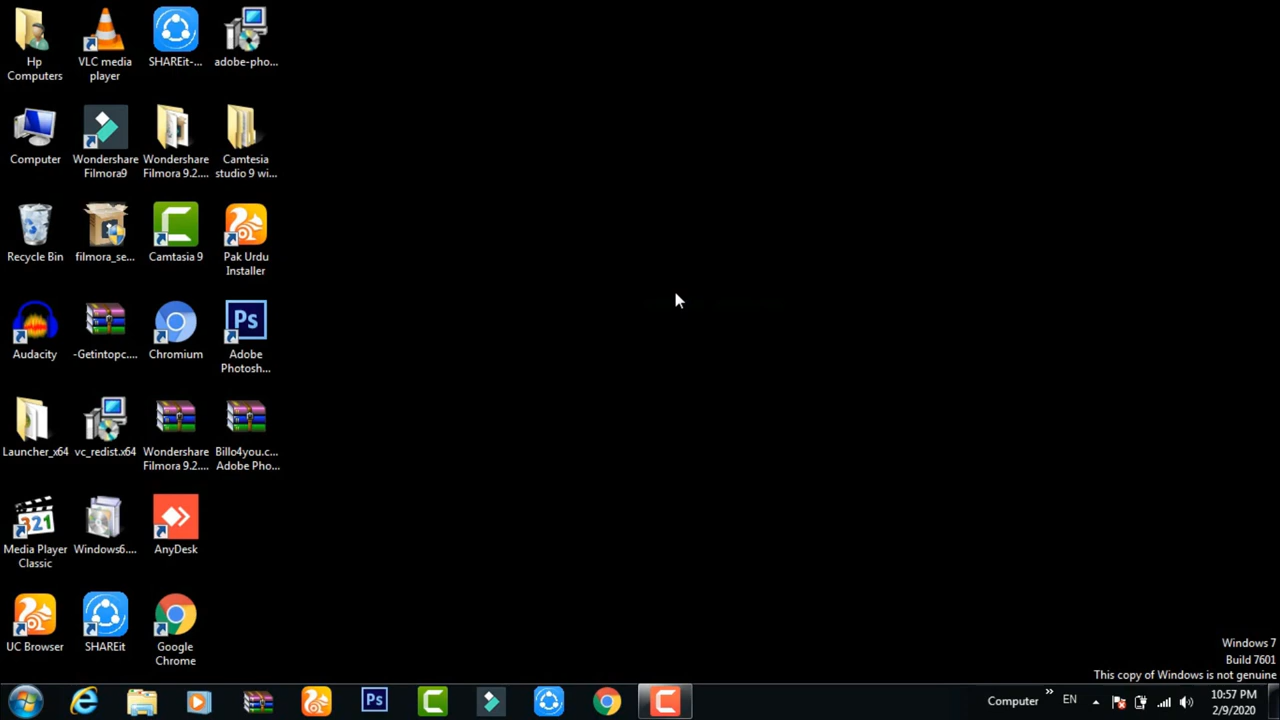 Hp
Computers
VLC media
player
SHAREit-...
adobe-pho...
Computer
Wondershare
Filmora9
Wondershare
Filmora 9.2....
Camtesia
studio 9 wi...
Recycle Bin
filmora_se...
Camtasia 9
Pak Urdu
Installer
Audacity
-Getintopc....
Chromium
Ps
Adobe
Photosh...
Launcher_x64
vc_redist.x64
Wondershare
Filmora 9.2....
Billo4you.c...
Adobe Pho...
321
Media Player
Classic
Windows6....
AnyDesk
UC Browser
SHAREit
Google
Chrome
Windows 7
Build 7601
This copy of Windows is not genuine
Ps
Computer
EN
10:57 PM
2/9/2020